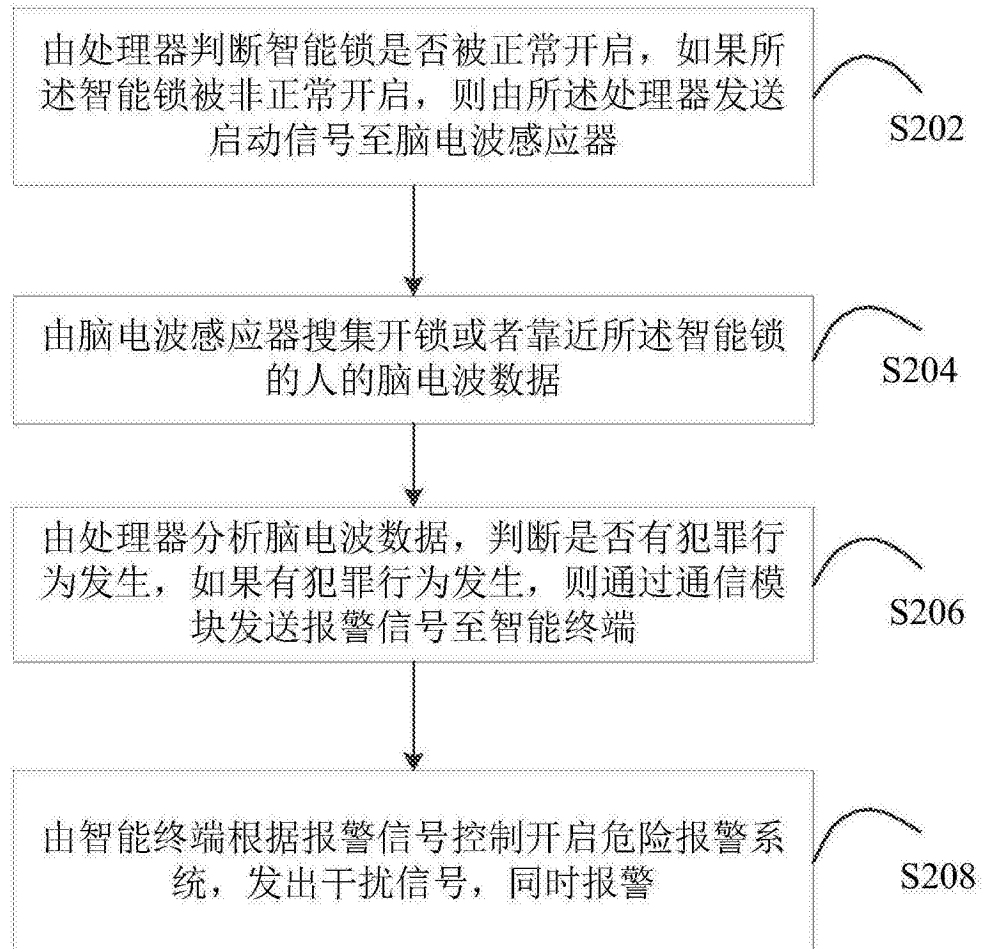 由处理器判断智能锁是否被正常开启，如果所
述智能锁被非正常开启，则由所述处理器发送
启动信号至脑电波感应器
S202
由脑电波感应器搜集开锁或者靠近所述智能锁
的人的脑电波数据
S204
由处理器分析脑电波数据，判断是否有犯罪行
为发生，如果有犯罪行为发生，则通过通信模
块发送报警信号至智能终端
S206
由智能终端根据报警信号控制开启危险报警系
统，发出干扰信号，同时报警
S208